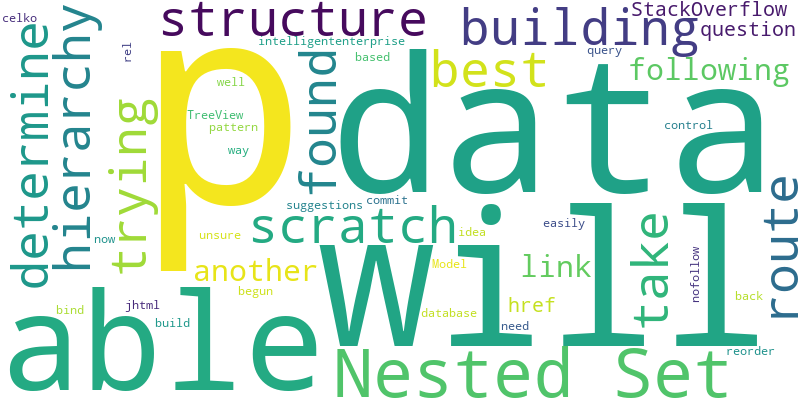 celko
structure
StackOverflow
building
question
determine
hierarchy
rel
intelligententerprise
based
query
p
data
best
following
well
TreeView
pattern
way
found
trying
control
suggestions
commit
scratch
idea
easily
route
now
unsure
Will
take
another
Model
link
nofollow
begun
href
back
able
jhtml
bind
build
database
need
reorder
Nested Set